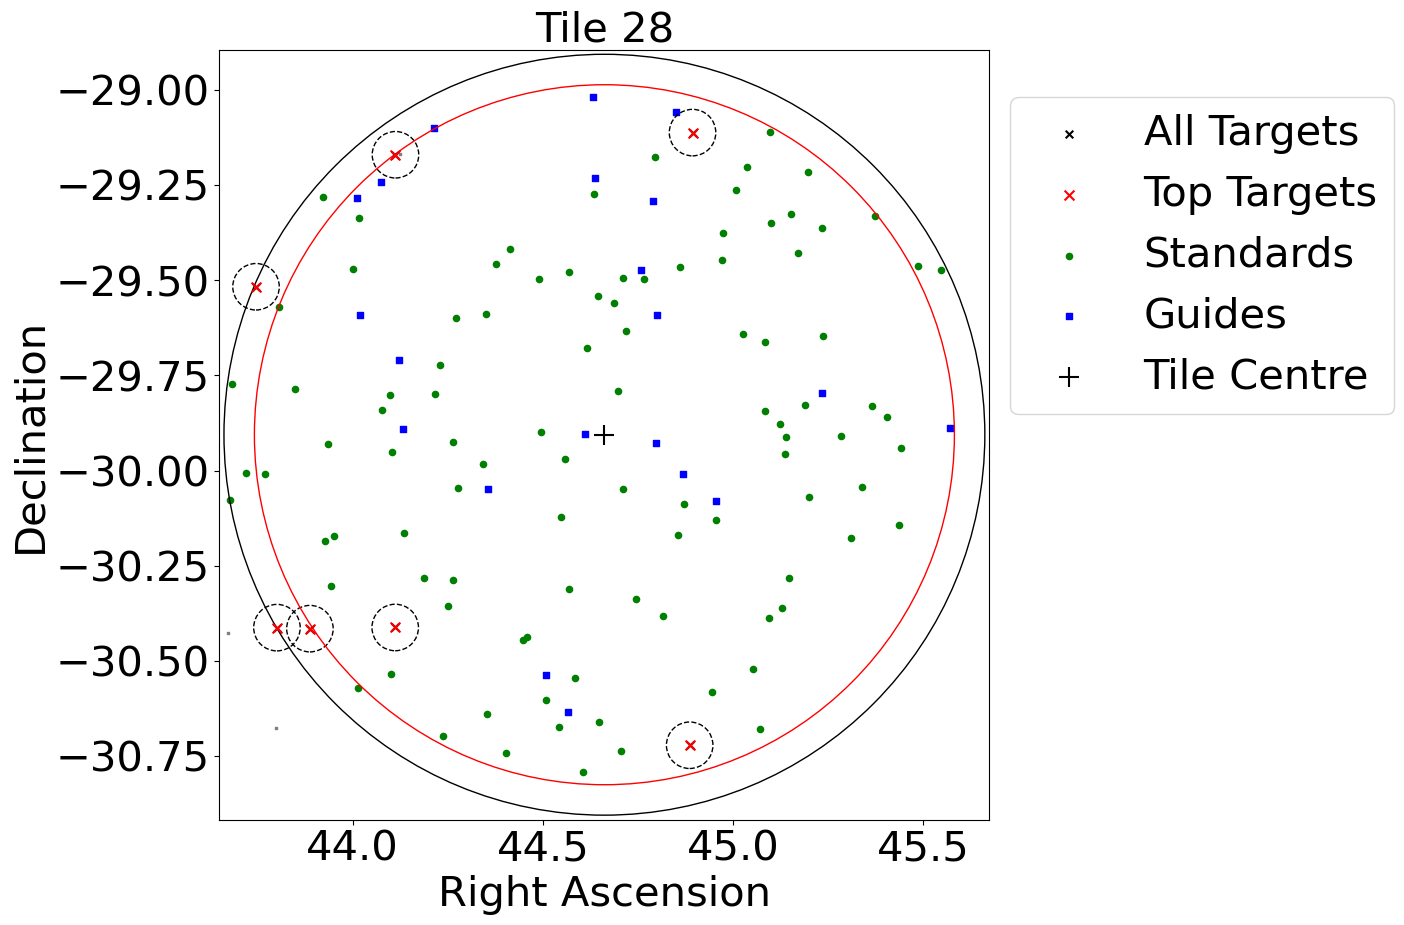 Tile 28
−29.00
−29.25
−29.50
−29.75
−30.00
−30.25
−30.50
−30.75
Declination
44.0
44.5
45.0
45.5
Right Ascension
All Targets
Top Targets
Standards
Guides
Tile Centre